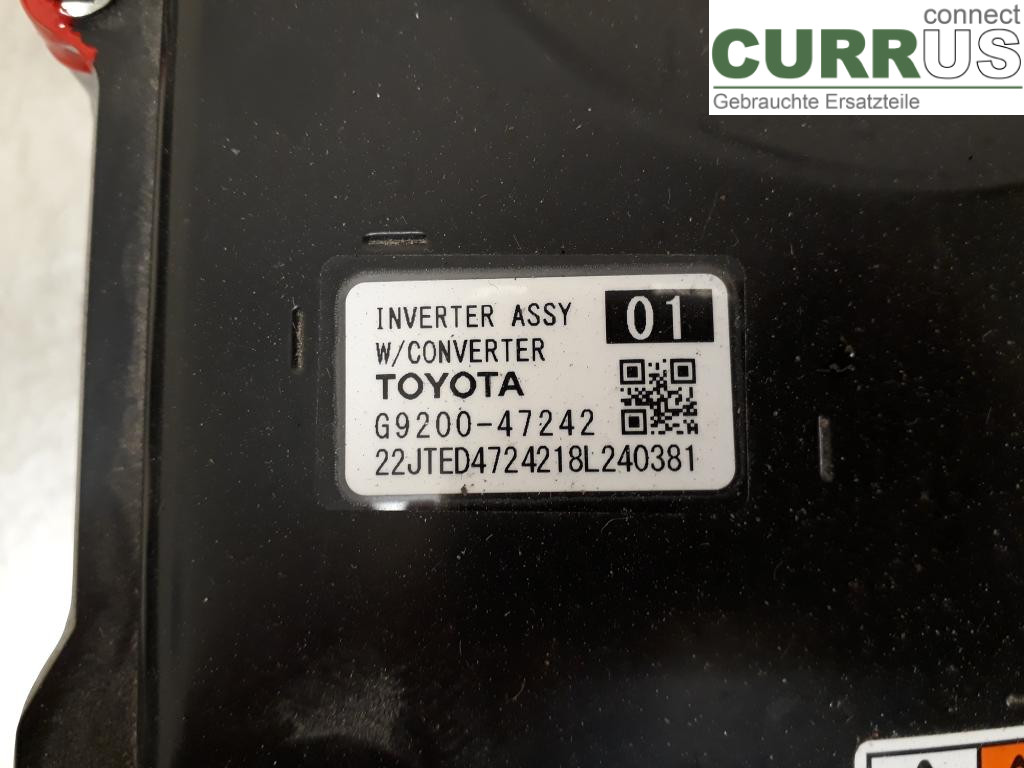 connect
CURRUS
Gebrauchte Ersatzteile
INVERTER ASSY
01
W/CONVERTER
TOYOTA
G9200-47242
22JTED4724218L240381